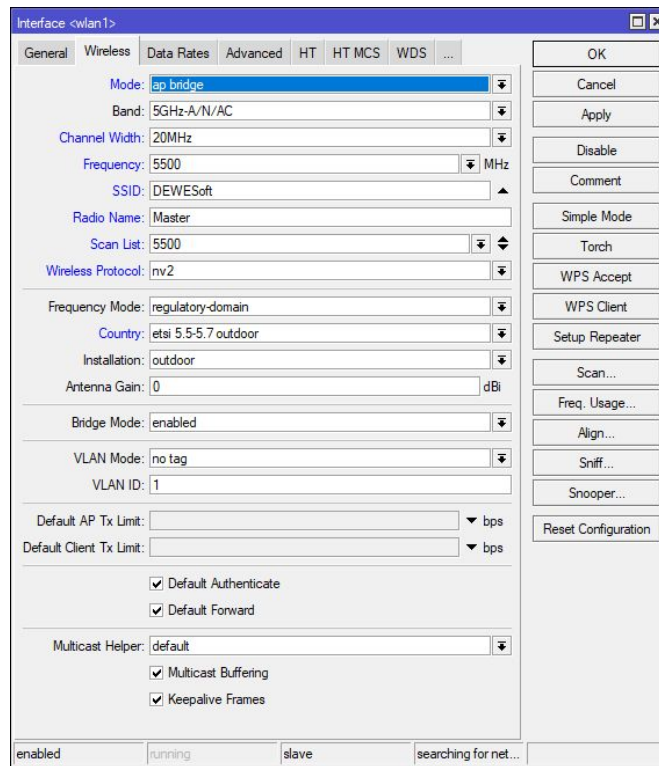 Interface <wlan1>
General Wireless Data Rates Advanced HT HT MCS WDS ...
Mode: ap bridge
Band: 5GHz-A/N/AC
Channel Width: 20MHz
Frequency: 5500 MHz
SSID: DEWESoft
Radio Name: Master
Scan List: 5500
Wireless Protocol: nv2
Frequency Mode: regulatory-domain
Country: etsi 5.5-5.7 outdoor
Installation: outdoor
Antenna Gain: 0 dBi
Bridge Mode: enabled
VLAN Mode: no tag
VLAN ID: 1
Default AP Tx Limit: bps
Default Client Tx Limit: bps
Default Authenticate
Default Forward
Multicast Helper: default
Multicast Buffering
Keepalive Frames
OK
Cancel
Apply
Disable
Comment
Simple Mode
Torch
WPS Accept
WPS Client
Setup Repeater
Scan...
Freq. Usage...
Align...
Sniff...
Snooper...
Reset Configuration
enabled running slave searching for net...